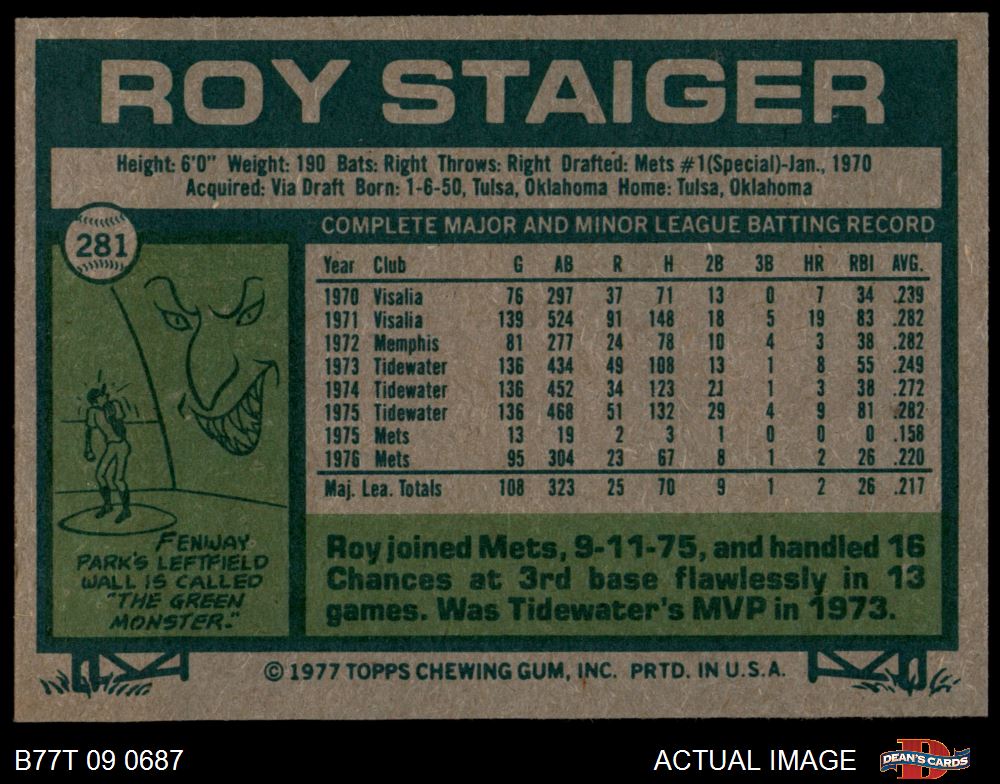 ROY STAIGER
Height: 6'0" Weight: 190 Bats: Right Throws: Right Drafted: Mets #1(Special)-Jan., 1970
Acquired: Via Draft Born: 1-6-50, Tulsa, Oklahoma Home: Tulsa, Oklahoma
281
COMPLETE MAJOR AND MINOR LEAGUE BATTING RECORD
Year Club G AB R H 2B 3B HR RBI AVG.
1970 Visalia 76 297 37 71 13 0 7 34 .239
1971 Visalia 139 524 91 148 18 5 19 83 .282
1972 Memphis 81 277 24 78 10 4 3 38 .282
1973 Tidewater 136 434 49 108 13 1 8 55 .249
1974 Tidewater 136 452 34 123 21 1 3 38 .272
1975 Tidewater 136 468 51 132 29 4 9 81 .282
1975 Mets 13 19 2 3 1 0 0 0 .158
1976 Mets 95 304 23 67 8 1 2 26 .220
Maj. Lea. Totals 108 323 25 70 9 1 2 26 .217
FENWAY
PARK'S LEFTFIELD
WALL IS CALLED
"THE GREEN
MONSTER."
Roy joined Mets, 9-11-75, and handled 16
Chances at 3rd base flawlessly in 13
games. Was Tidewater's MVP in 1973.
© 1977 TOPPS CHEWING GUM, INC. PRTD. IN U.S.A.
B77T 09 0687
ACTUAL IMAGE
DEAN'S CARDS